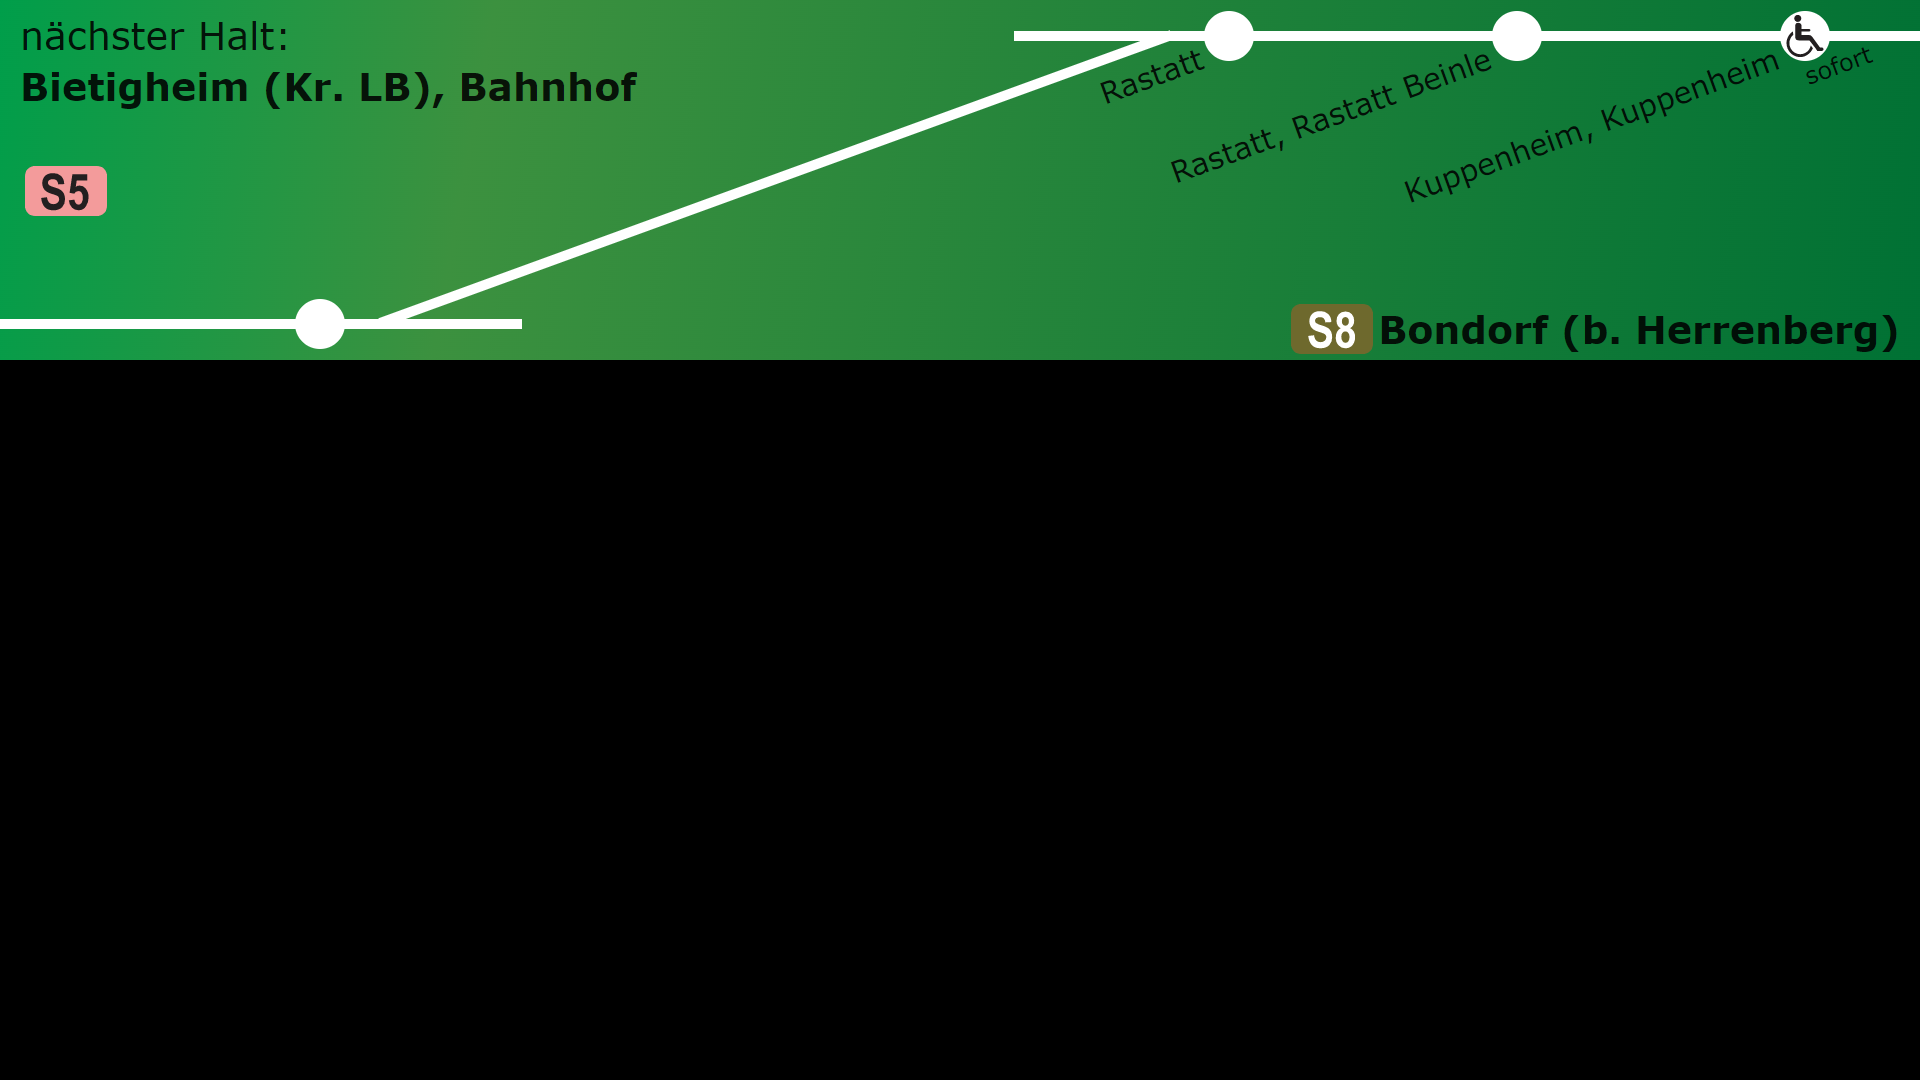 nächster Halt:
Bietigheim (Kr. LB), Bahnhof
S5
Rastatt
Rastatt, Rastatt Beinle
Kuppenheim, Kuppenheim
sofort
S8 Bondorf (b. Herrenberg)